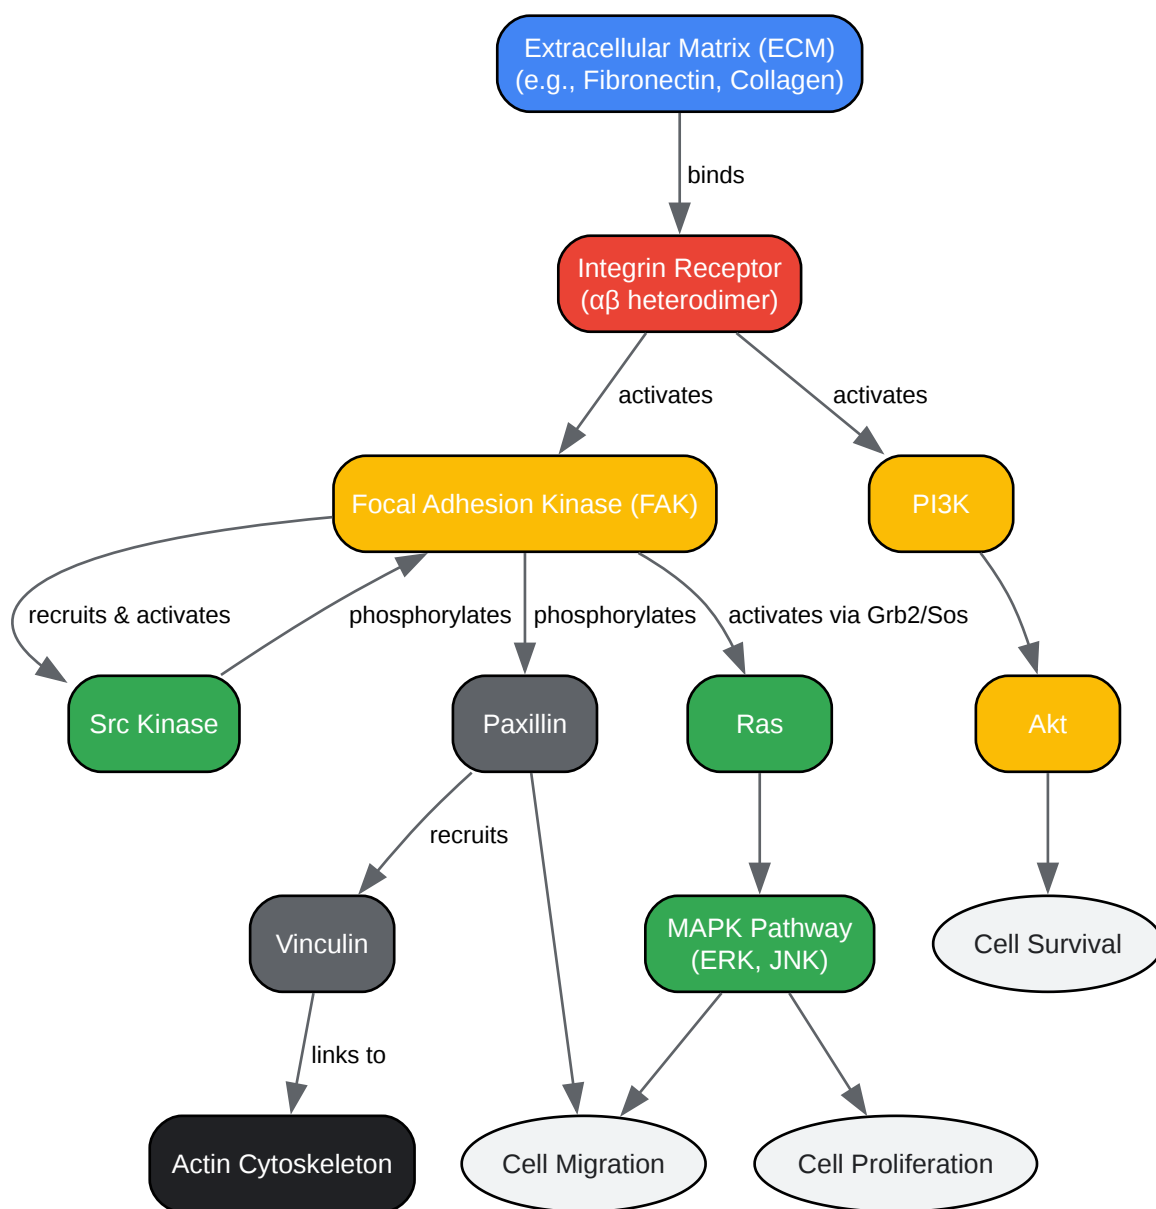 Extracellular Matrix (ECM)
(e.g., Fibronectin, Collagen)
binds
Integrin Receptor
(αβ heterodimer)
activates
activates
Focal Adhesion Kinase (FAK)
PI3K
recruits & activates
phosphorylates
phosphorylates
activates via Grb2/Sos
Src Kinase
Paxillin
Ras
Akt
recruits
Vinculin
MAPK Pathway
(ERK, JNK)
Cell Survival
links to
Actin Cytoskeleton
Cell Migration
Cell Proliferation